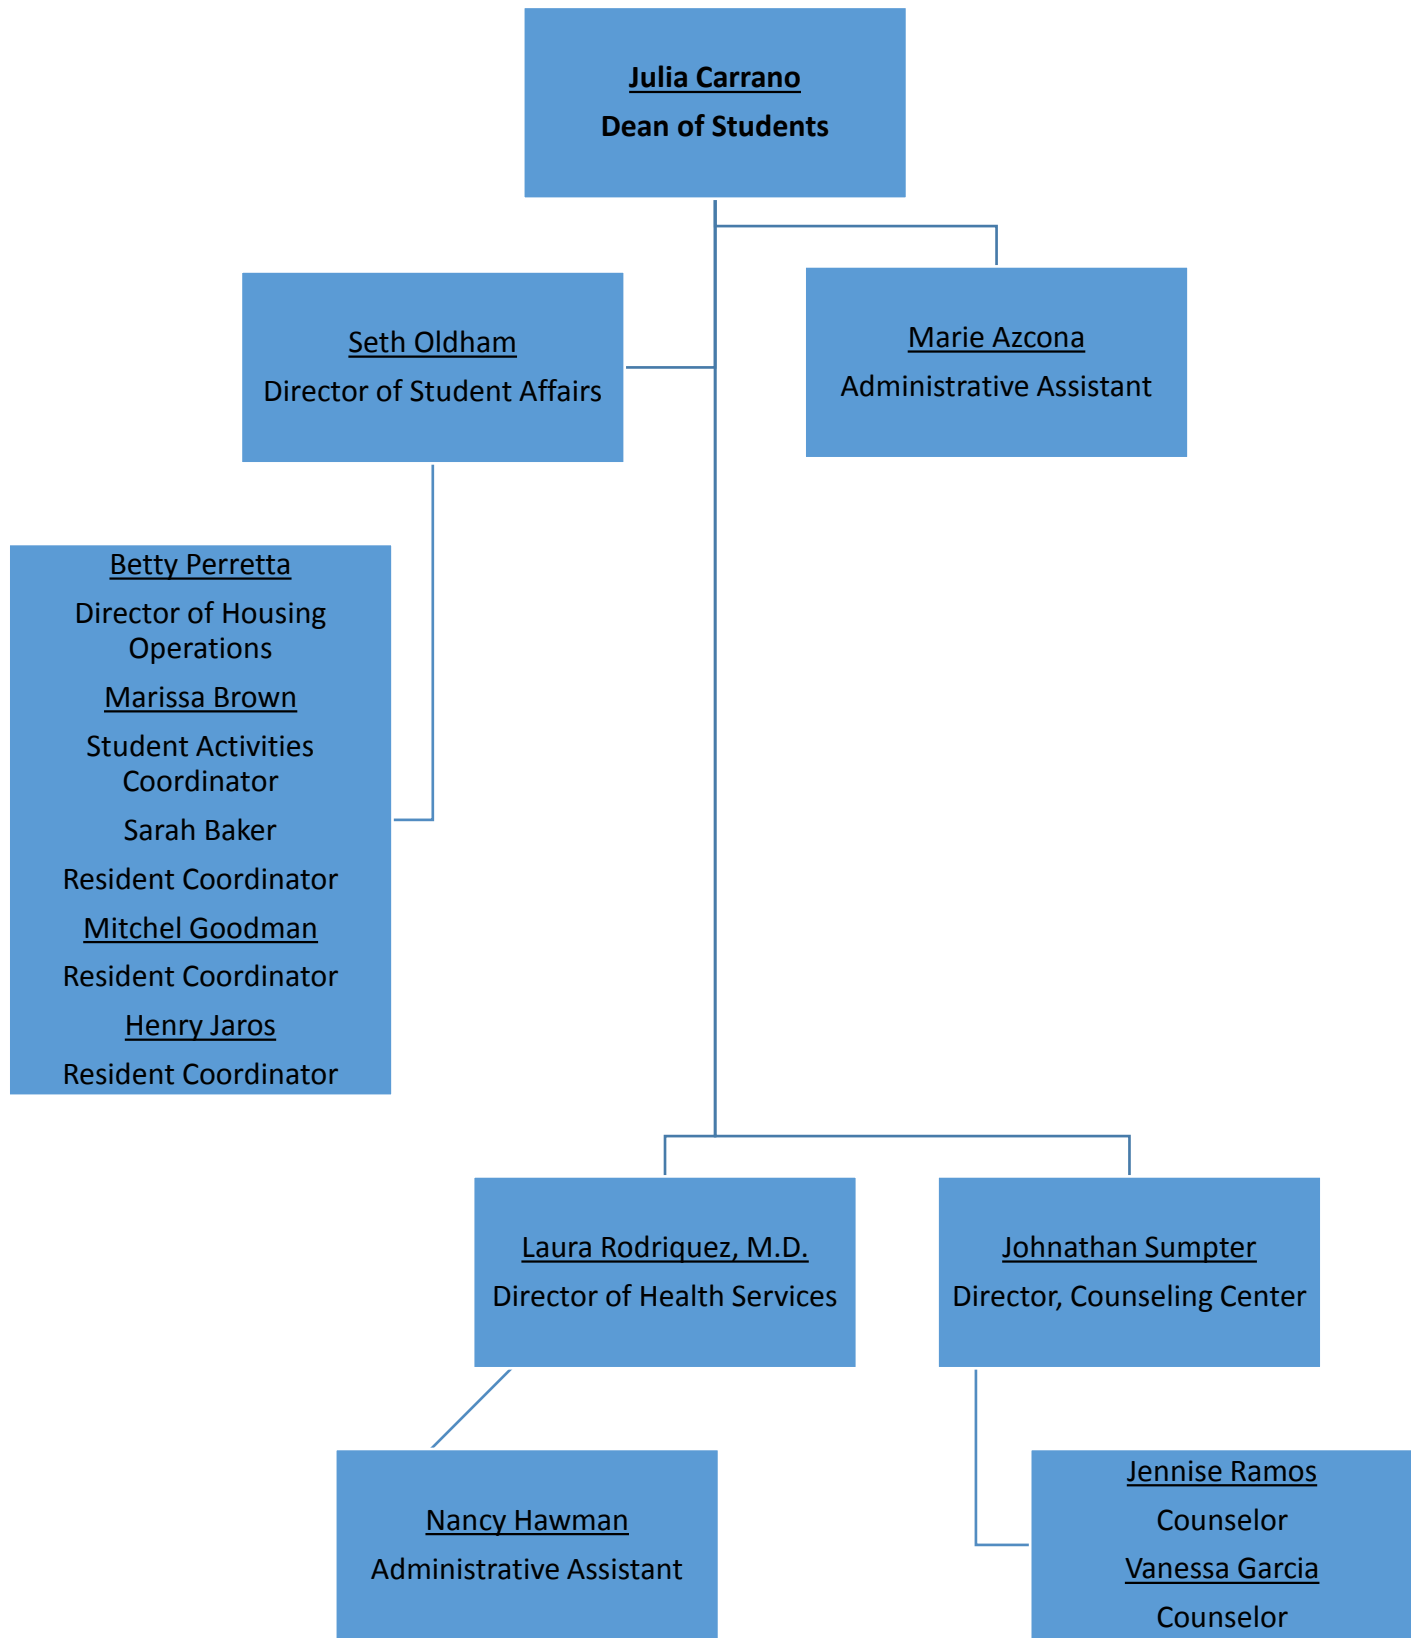 Julia Carrano
Dean of Students
Seth Oldham
Director of Student Affairs
Marie Azcona
Administrative Assistant
Betty Perretta
Director of Housing
Operations
Marissa Brown
Student Activities
Coordinator
Sarah Baker
Resident Coordinator
Mitchel Goodman
Resident Coordinator
Henry Jaros
Resident Coordinator
Laura Rodriquez, M.D.
Director of Health Services
Johnathan Sumpter
Director, Counseling Center
Nancy Hawman
Administrative Assistant
Jennise Ramos
Counselor
Vanessa Garcia
Counselor